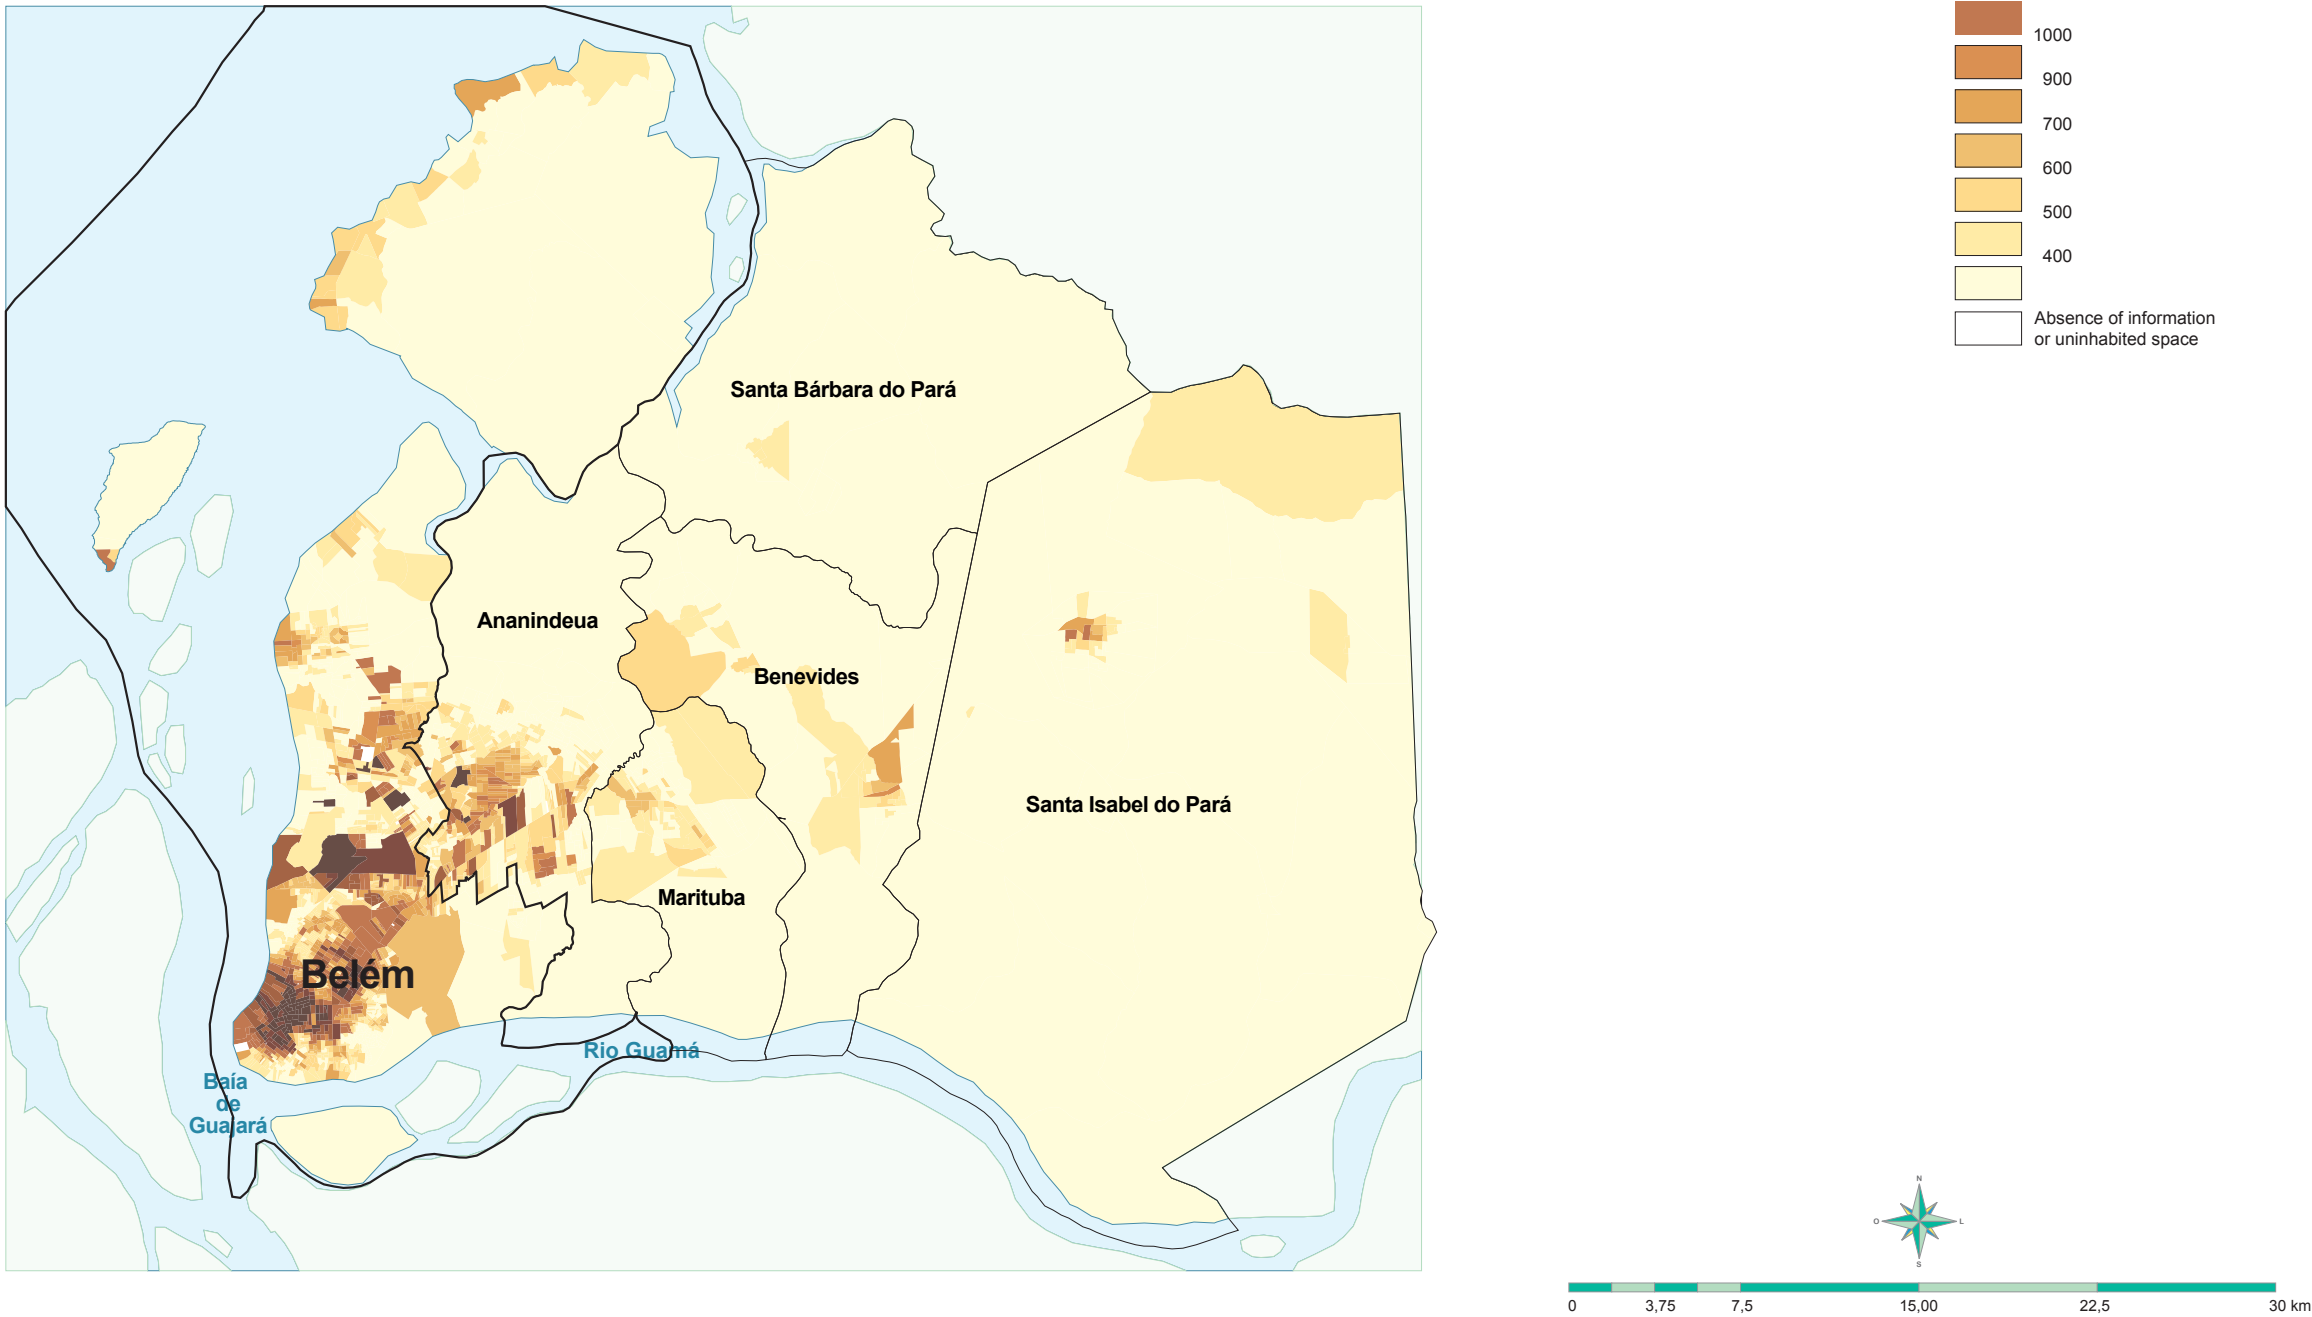 1000
900
700
600
500
400
Absence of information
or uninhabited space
Santa Bárbara do Pará
Ananindeua
Benevides
Santa Isabel do Pará
Marituba
Belém
Rio Guamá
Baía
de
Guajará
N
O
L
S
0
3,75
7,5
15,00
22,5
30 km